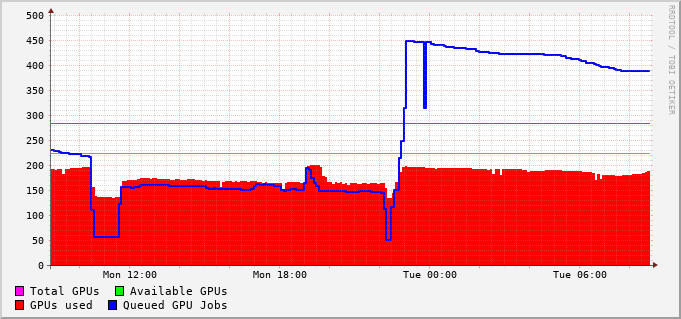 500
450
400
350
300
250
200
150
100
50
0
Mon 12:00 Mon 18:00 Tue 00:00 Tue 06:00
Total GPUs Available GPUs
GPUs used Queued GPU Jobs
RRDTOOL / TOBI OETIKER